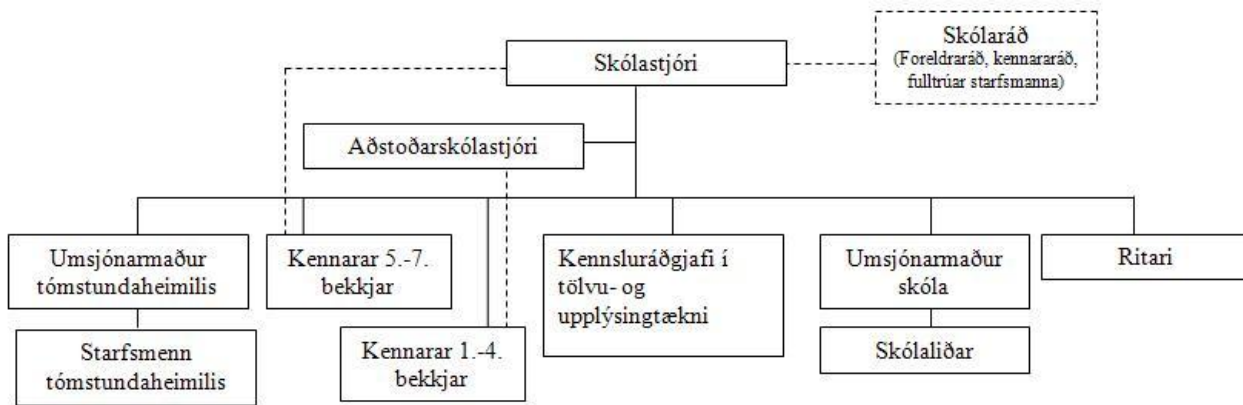 Skólaráð
(Foreldraráð, kennararáð,
fulltrúar starfsmanna)
Skólastjóri
Aðstoðarskólastjóri
Umsjónarmaður
tómstundaheimilis
Kennarar 5.-7.
bekkjar
Kennsluráðgjafi í
tölvu- og
upplýsingtækni
Umsjónarmaður
skóla
Ritari
Starfsmenn
tómstundaheimilis
Kennarar 1.-4.
bekkjar
Skólaliðar